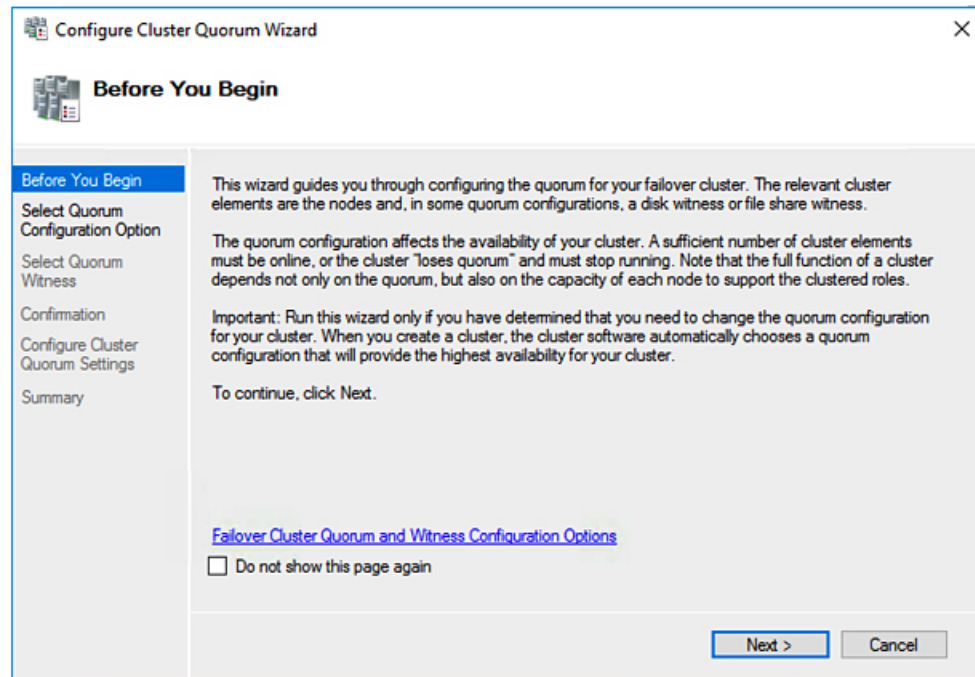 Configure Cluster Quorum Wizard
Before You Begin
Before You Begin
Select Quorum
Configuration Option
Select Quorum
Witness
Confirmation
Configure Cluster
Quorum Settings
Summary
This wizard guides you through configuring the quorum for your failover cluster. The relevant cluster
elements are the nodes and, in some quorum configurations, a disk witness or file share witness.
The quorum configuration affects the availability of your cluster. A sufficient number of cluster elements
must be online, or the cluster "loses quorum" and must stop running. Note that the full function of a cluster
depends not only on the quorum, but also on the capacity of each node to support the clustered roles.
Important: Run this wizard only if you have determined that you need to change the quorum configuration
for your cluster. When you create a cluster, the cluster software automatically chooses a quorum
configuration that will provide the highest availability for your cluster.
To continue, click Next.
Failover Cluster Quorum and Witness Configuration Options
Do not show this page again
Next >
Cancel